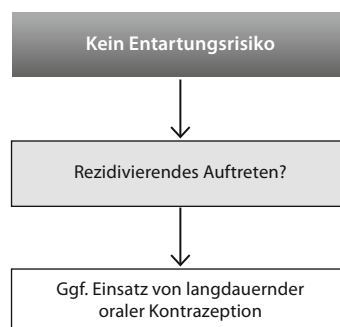 Kein Entartungsrisiko
Rezidivierendes Auftreten?
Ggf. Einsatz von langdauernder
oraler Kontrazeption